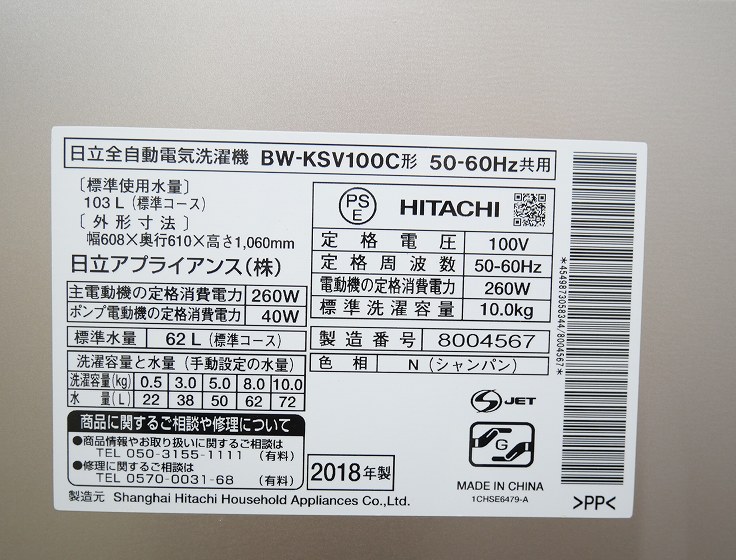 日立全自動電気洗濯機 BW-KSV100C形 50-60Hz共用
〔標準使用水量〕
103 L (標準コース)
〔外形寸法〕
幅608×奥行610×高さ1,060mm
日立アプライアンス(株)
主電動機の定格消費電力 260W
ポンプ電動機の定格消費電力 40W
標準水量 62 L (標準コース)
洗濯容量と水量 (手動設定の水量)
洗濯容量(kg) 0.5 3.0 5.0 8.0 10.0
水量(L) 22 38 50 62 72
商品に関するご相談や修理について
●商品情報やお取り扱いに関するご相談は
TEL 050-3155-1111 (有料)
●修理に関するご相談は
TEL 0570-0031-68 (有料)
製造元 Shanghai Hitachi Household Appliances Co.,Ltd.
PS E HITACHI
定格電圧 100V
定格周波数 50-60Hz
電動機の定格消費電力 260W
標準洗濯容量 10.0kg
製造番号 8004567
色相 N (シャンパン)
S JET
G
2018年製
MADE IN CHINA
1CHSE6479-A
*4549873058344/8004567*
>PP<